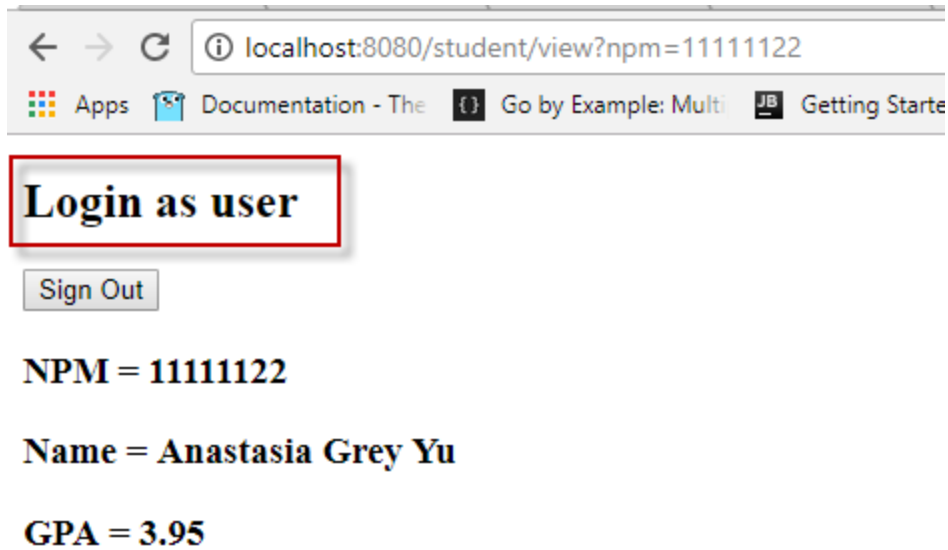 localhost:8080/student/view?npm=11111122
Apps Documentation - The Go by Example: Multi JB Getting Starte
Login as user
Sign Out
NPM = 11111122
Name = Anastasia Grey Yu
GPA = 3.95